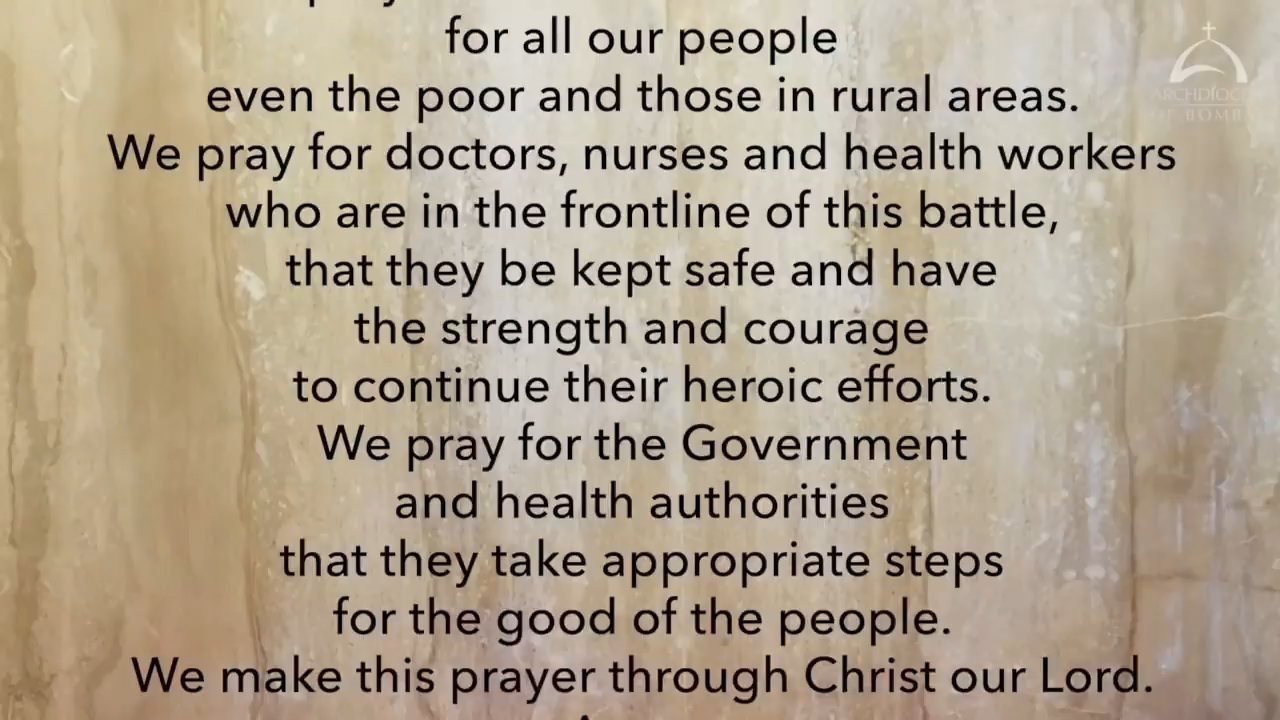 for all our people
even the poor and those in rural areas.
We pray for doctors, nurses and health workers
who are in the frontline of this battle,
that they be kept safe and have
the strength and courage
to continue their heroic efforts.
We pray for the Government
and health authorities
that they take appropriate steps
for the good of the people.
We make this prayer through Christ our Lord.